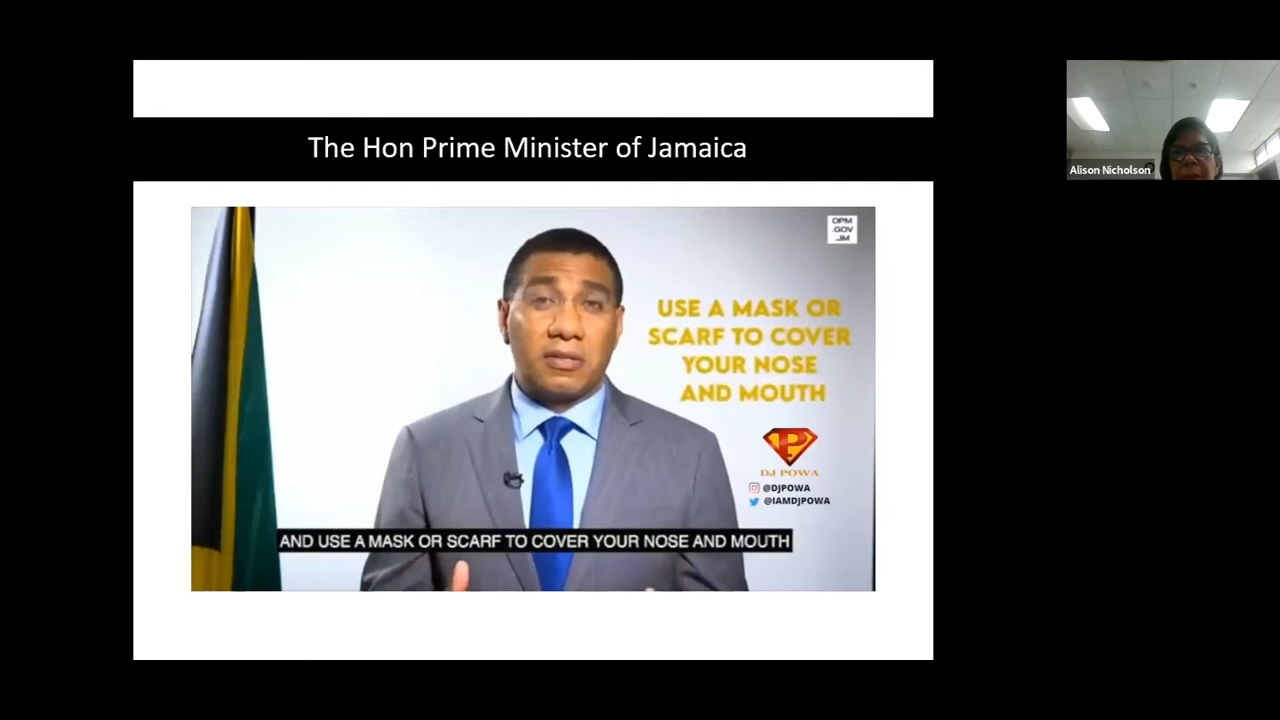 The Hon Prime Minister of Jamaica
OPM
.GOV
.JM
USE A MASK OR
SCARF TO COVER
YOUR NOSE
AND MOUTH
P
DJ POWA
@DJPOWA
@IAMDJPOWA
AND USE A MASK OR SCARF TO COVER YOUR NOSE AND MOUTH
Alison Nicholson